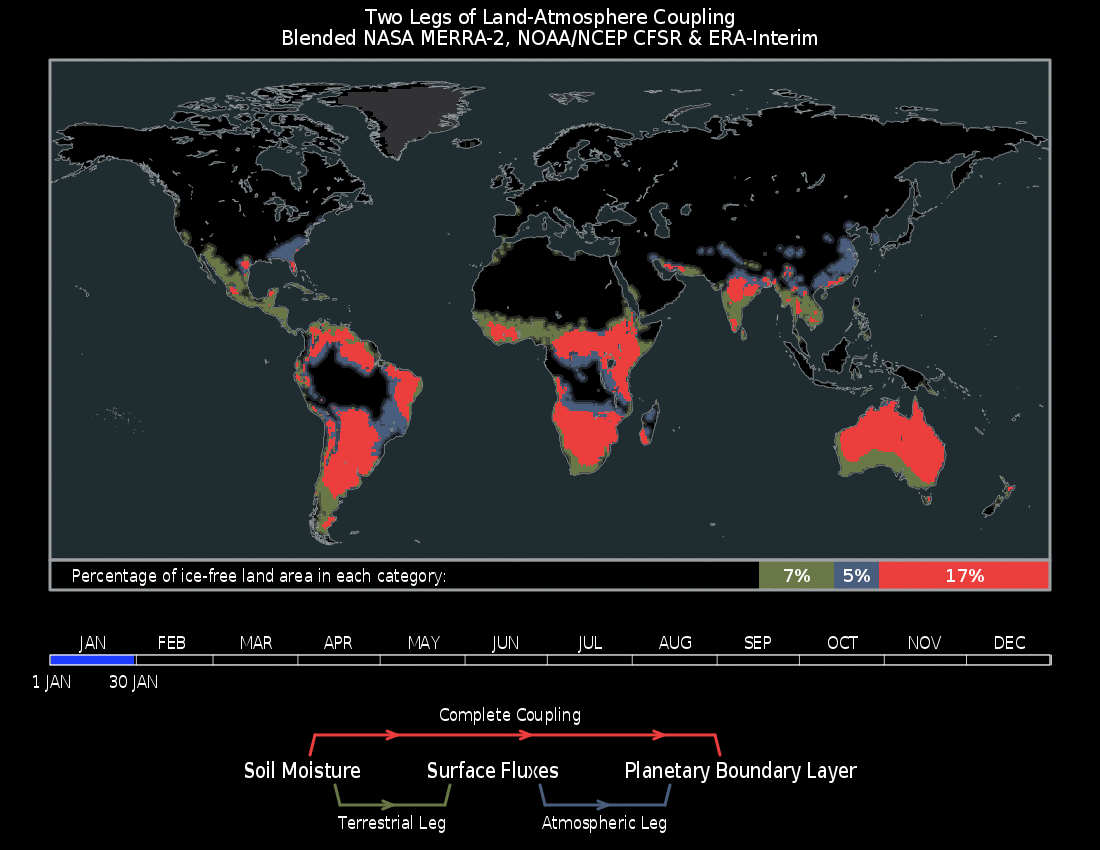 Two Legs of Land-Atmosphere Coupling
Blended NASA MERRA-2, NOAA/NCEP CFSR & ERA-Interim
Percentage of ice-free land area in each category: 7% 5% 17%
JAN FEB MAR APR MAY JUN JUL AUG SEP OCT NOV DEC
1 JAN 30 JAN
Complete Coupling
Soil Moisture Surface Fluxes Planetary Boundary Layer
Terrestrial Leg Atmospheric Leg